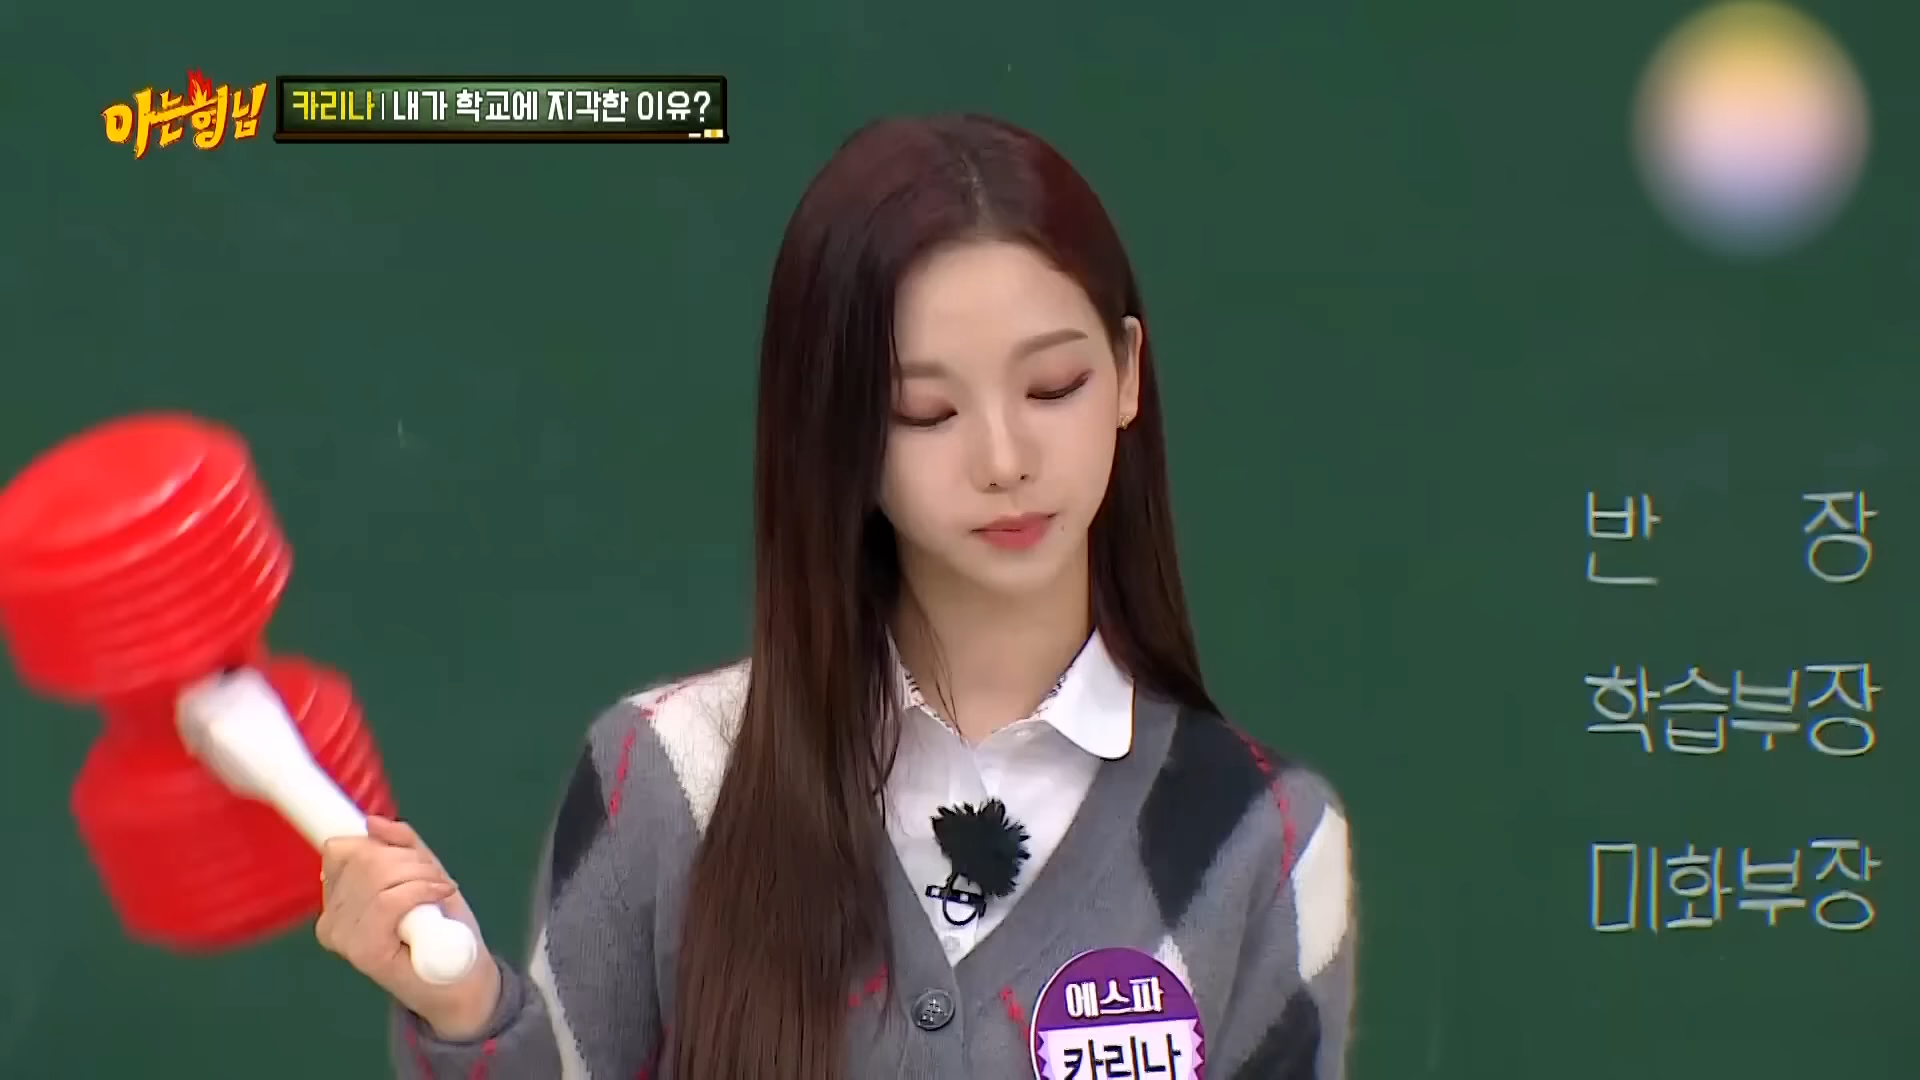 아는형님
카리나 | 내가 학교에 지각한 이유?
반 장
학습부장
미화부장
에스파
카리나